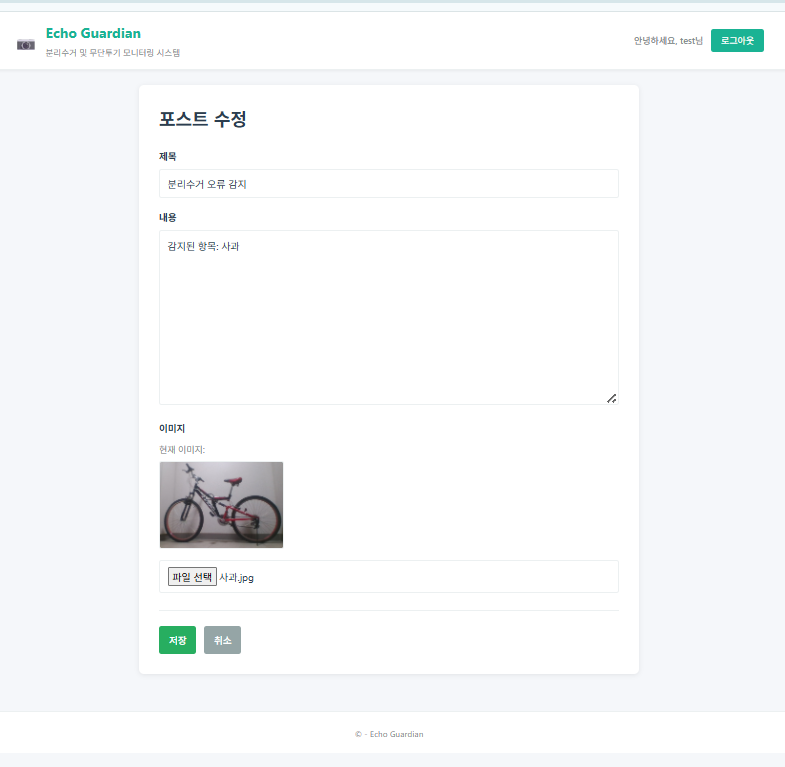 Echo Guardian
분리수거 및 무단투기 모니터링 시스템
안녕하세요, test님
로그아웃
포스트 수정
제목
분리수거 오류 감지
내용
감지된 항목: 사과
이미지
현재 이미지:
파일 선택 사과.jpg
저장 취소
© - Echo Guardian